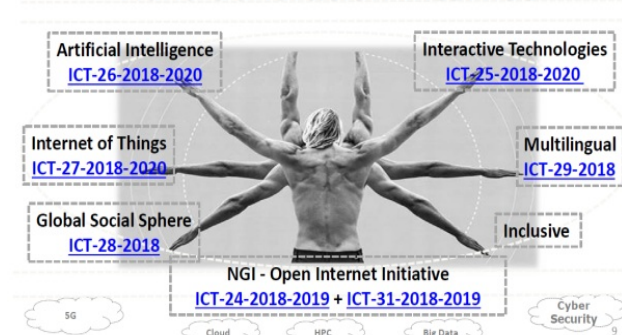 Artificial Intelligence
ICT-26-2018-2020
Interactive Technologies
ICT-25-2018-2020
Internet of Things
ICT-27-2018-2020
Multilingual
ICT-29-2018
Global Social Sphere
ICT-28-2018
Inclusive
NGI - Open Internet Initiative
ICT-24-2018-2019 + ICT-31-2018-2019
5G
Cloud
HPC
Big Data
Cyber
Security
9